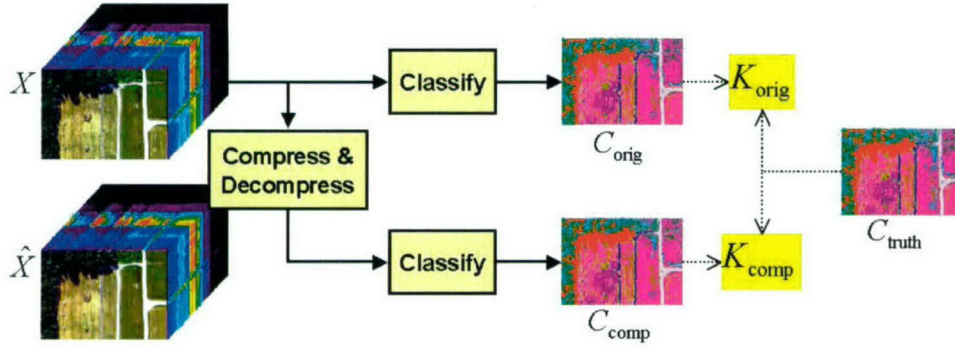 X
Classify
C_orig
K_orig
Compress &
Decompress
C_truth
X̂
Classify
C_comp
K_comp